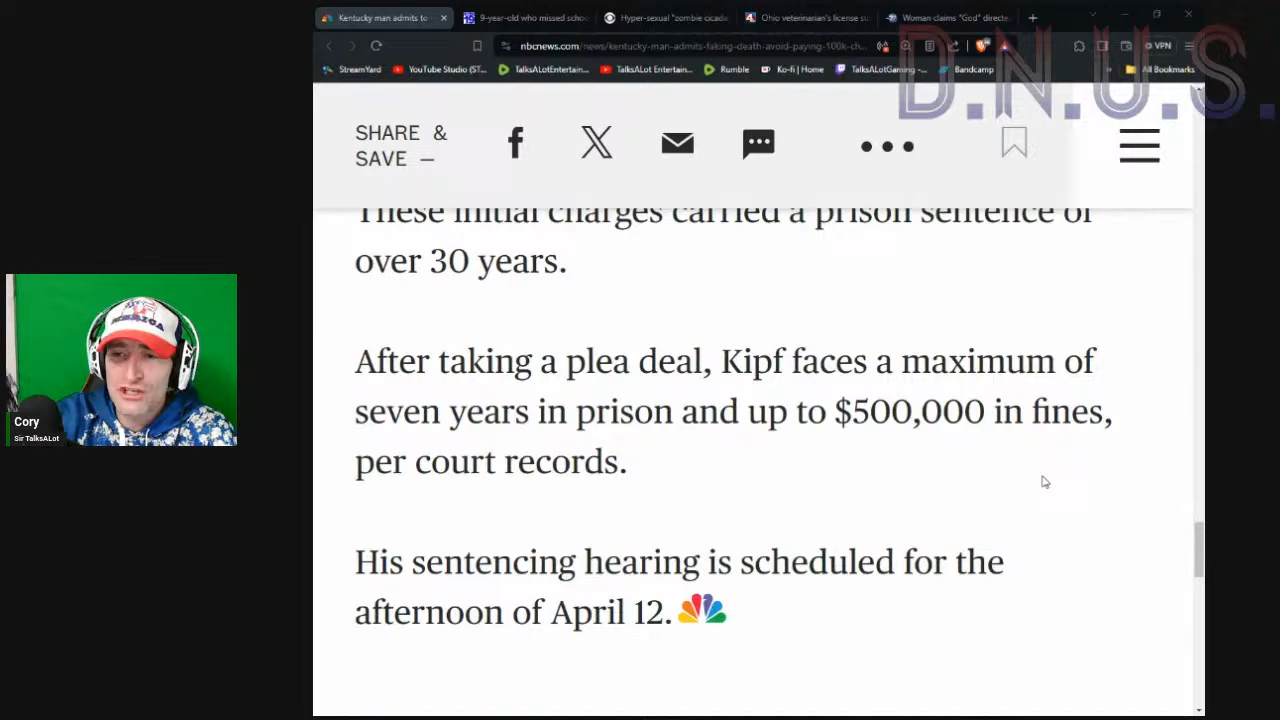 Kentucky man admits to
9-year-old who missed schoo
Hyper-sexual "zombie cicada
Ohio veterinarian's license su
Woman claims "God" directe
nbcnews.com/news/kentucky-man-admits-faking-death-avoid-paying-100k-ch...
VPN
StreamYard
YouTube Studio (ST...
TalksALotEntertain...
TalksALot Entertain...
Rumble
Ko-fi | Home
TalksALotGaming -...
Bandcamp
All Bookmarks
D.N.U.S.
SHARE &
SAVE —
These initial charges carried a prison sentence of
over 30 years.
After taking a plea deal, Kipf faces a maximum of
seven years in prison and up to $500,000 in fines,
per court records.
His sentencing hearing is scheduled for the
afternoon of April 12.
Cory
Sir TalksALot